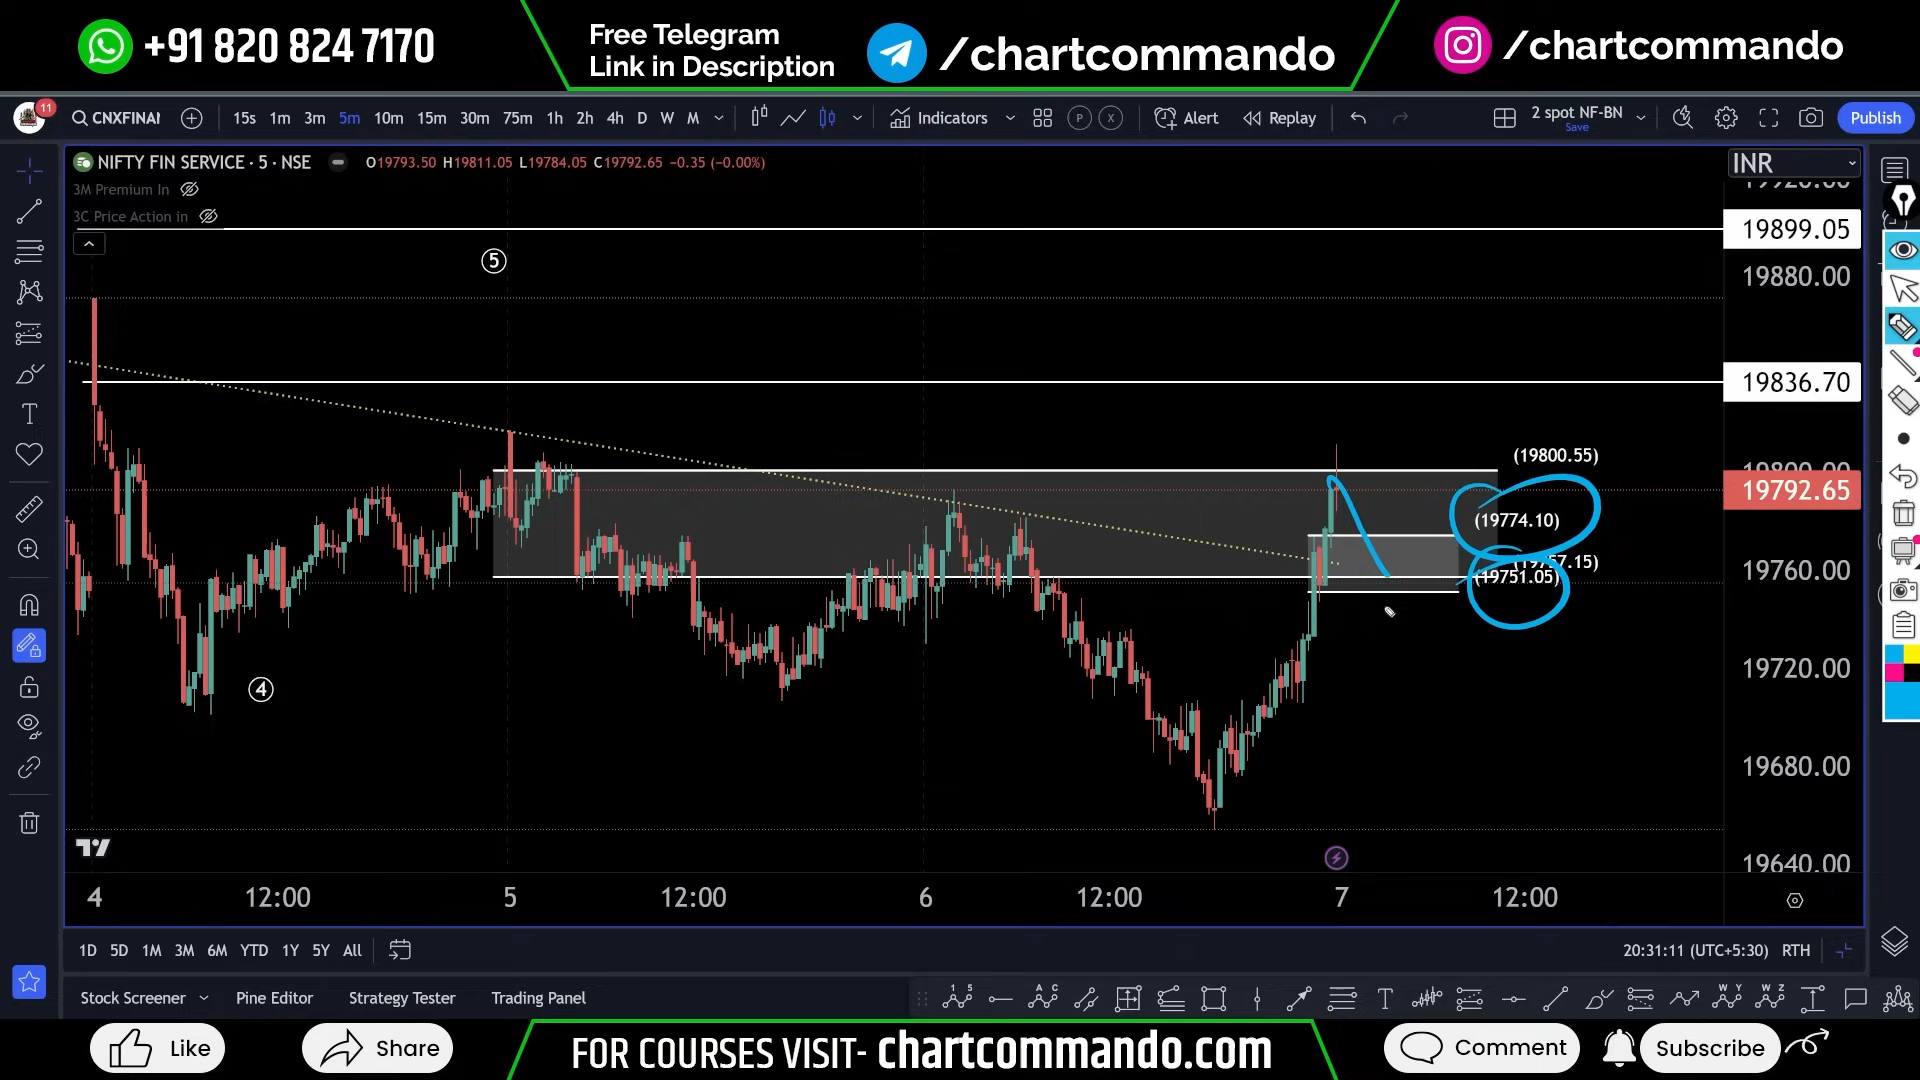 +91 820 824 7170
Free Telegram
Link in Description
/chartcommando
/chartcommando
11
CNXFINAI
15s 1m 3m 5m 10m 15m 30m 75m 1h 2h 4h D W M
Indicators
P
X
Alert
Replay
2 spot NF-BN
Save
Publish
NIFTY FIN SERVICE · 5 · NSE
O19793.50 H19811.05 L19784.05 C19792.65 −0.35 (−0.00%)
INR
3M Premium In
3C Price Action in
19899.05
19880.00
5
19836.70
(19800.55)
19792.65
(19774.10)
19760.00
(19751.05)
4
19720.00
19680.00
19640.00
4 12:00 5 12:00 6 12:00 7 12:00
1D 5D 1M 3M 6M YTD 1Y 5Y All
20:31:11 (UTC+5:30) RTH
Stock Screener
Pine Editor
Strategy Tester
Trading Panel
Like
Share
FOR COURSES VISIT- chartcommando.com
Comment
Subscribe